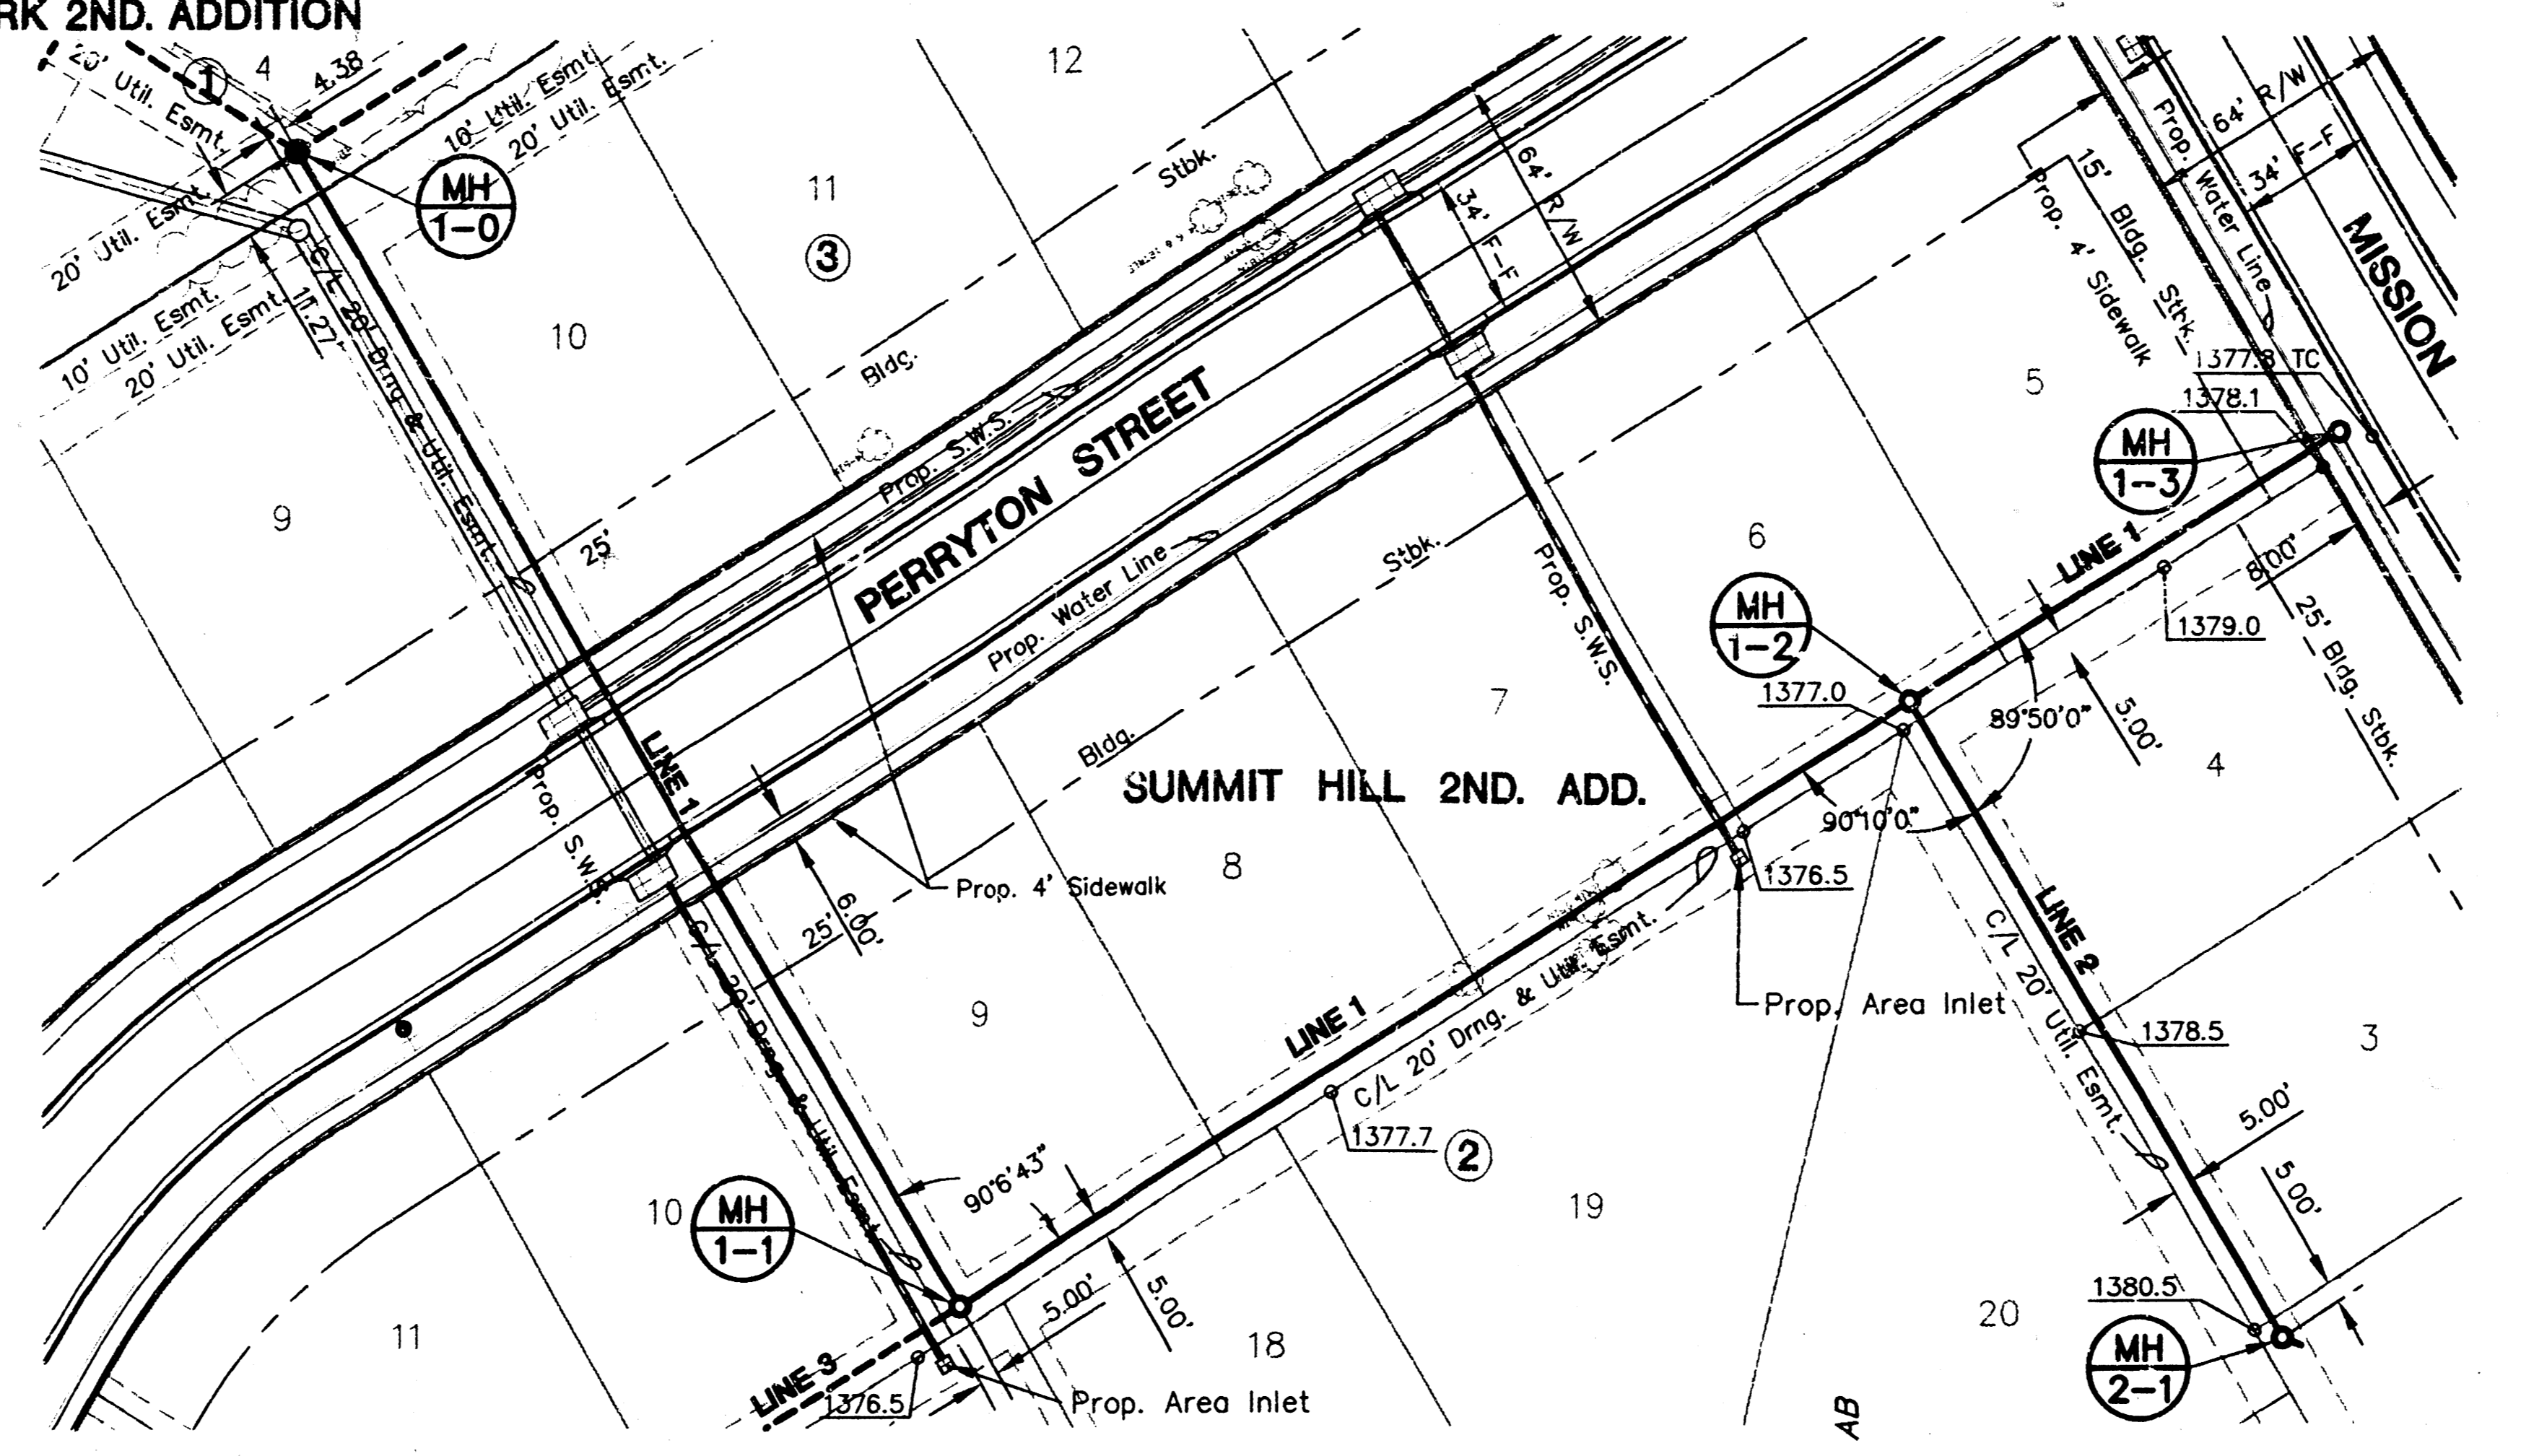 RK 2ND. ADDITION
20' Util. Esmt.
1
4
4.38
16' Util. Esmt.
20' Util. Esmt.
MH
1-0
20' Util. Esmt.
10' Util. Esmt.
20' Util. Esmt.
C/L 20' Drng & Util. Esmt.
12
11
3
10
9
Stbk.
Bldg.
25'
64' R/W
34' F-F
Prop. S.W.S.
PERRYTON STREET
Prop. Water Line
64' R/W
34' F-F
MISSION
Prop. Water Line
15' Bldg. Stbk.
Prop. 4' Sidewalk
5
1377.8 TC
1378.1
MH
1-3
LINE 1
8.00'
1379.0
25' Bldg. Stbk.
6
MH
1-2
1377.0
89°50'0"
5.00'
4
90°10'0"
Prop. S.W.S.
Stbk.
Bldg.
7
SUMMIT HILL 2ND. ADD.
8
1376.5
Prop. Area Inlet
LINE 1
Prop. S.W.S.
Prop. 4' Sidewalk
6.00'
25'
C/L 20' Drng. & Util. Esmt.
9
LINE 1
C/L 20' Drng. & Util. Esmt.
1377.7
2
LINE 2
C/L 20' Util. Esmt.
1378.5
3
5.00'
5.00'
10
MH
1-1
90°6'43"
5.00'
5.00'
11
LINE 3
1376.5
Prop. Area Inlet
18
19
20
1380.5
MH
2-1
AB